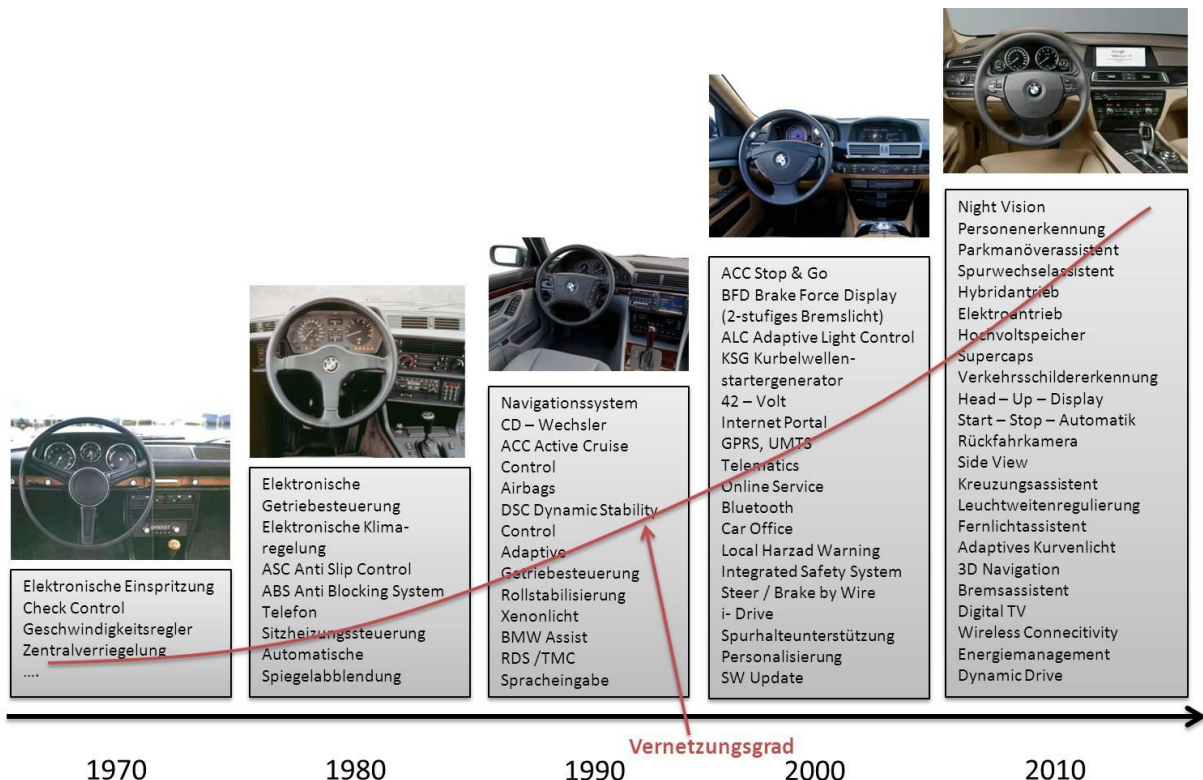 Elektronische Einspritzung
Check Control
Geschwindigkeitsregler
Zentralverriegelung
....
Elektronische
Getriebesteuerung
Elektronische Klima-
regelung
ASC Anti Slip Control
ABS Anti Blocking System
Telefon
Sitzheizungssteuerung
Automatische
Spiegelabblendung
Navigationssystem
CD – Wechsler
ACC Active Cruise
Control
Airbags
DSC Dynamic Stability
Control
Adaptive
Getriebesteuerung
Rollstabilisierung
Xenonlicht
BMW Assist
RDS /TMC
Spracheingabe
ACC Stop & Go
BFD Brake Force Display
(2-stufiges Bremslicht)
ALC Adaptive Light Control
KSG Kurbelwellen-
startergenerator
42 – Volt
Internet Portal
GPRS, UMTS
Telematics
Online Service
Bluetooth
Car Office
Local Harzad Warning
Integrated Safety System
Steer / Brake by Wire
i- Drive
Spurhalteunterstützung
Personalisierung
SW Update
Night Vision
Personenerkennung
Parkmanöverassistent
Spurwechselassistent
Hybridantrieb
Elektroantrieb
Hochvoltspeicher
Supercaps
Verkehrsschildererkennung
Head – Up – Display
Start – Stop – Automatik
Rückfahrkamera
Side View
Kreuzungsassistent
Leuchtweitenregulierung
Fernlichtassistent
Adaptives Kurvenlicht
3D Navigation
Bremsassistent
Digital TV
Wireless Connecitivity
Energiemanagement
Dynamic Drive
Vernetzungsgrad
1970
1980
1990
2000
2010